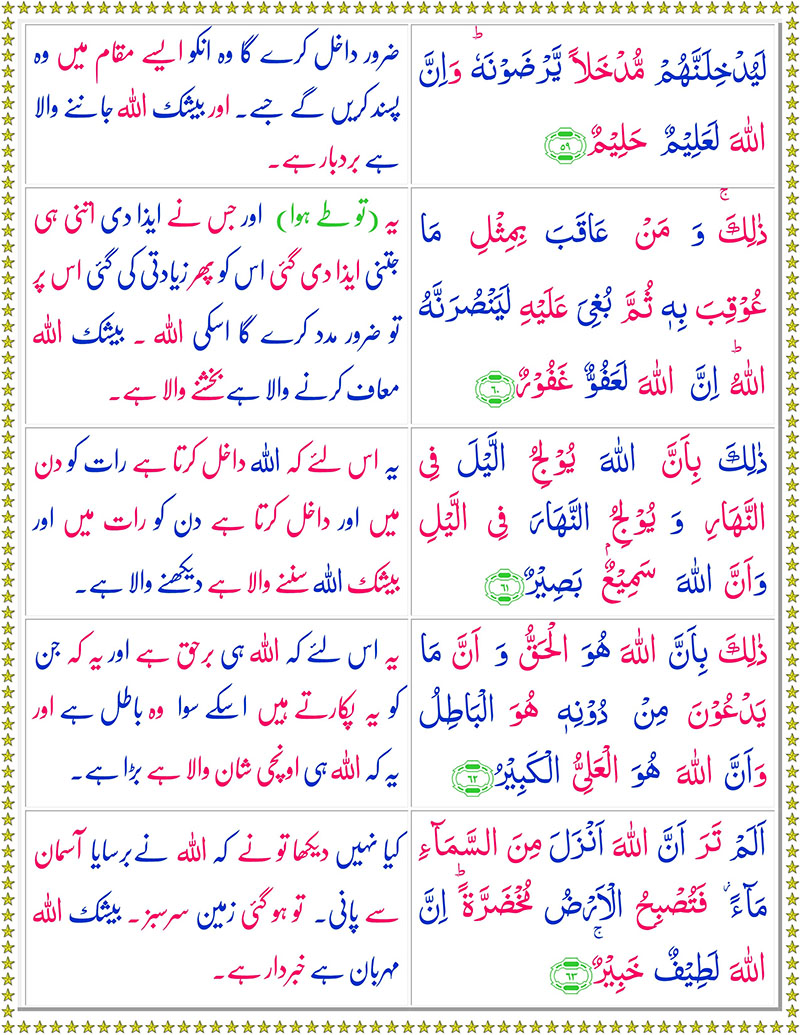 لَيُدْخِلَنَّهُمْ مُّدْخَلًا يَّرْضَوْنَهٗ ؕ وَاِنَّ
اللّٰهَ لَعَلِيْمٌ حَلِيْمٌ ﴿۵۹﴾
ضرور داخل کرے گا وہ انکو ایسے مقام میں وہ
پسند کریں گے جسے۔ اور بیشک اللہ جاننے والا
ہے بردبار ہے۔
ذٰلِكَ ۚ وَ مَنْ عَاقَبَ بِمِثْلِ مَا
عُوْقِبَ بِهٖ ثُمَّ بُغِىَ عَلَيْهِ لَيَنْصُرَنَّهُ
اللّٰهُ ؕ اِنَّ اللّٰهَ لَعَفُوٌّ غَفُوْرٌ ﴿۶۰﴾
یہ (تو طے ہوا) اور جس نے ایذا دی اتنی ہی
جتنی ایذا دی گئی اس کو پھر زیادتی کی گئی اس پر
تو ضرور مدد کرے گا اسکی اللہ ۔ بیشک اللہ
معاف کرنے والا ہے بخشنے والا ہے۔
ذٰلِكَ بِاَنَّ اللّٰهَ يُوْلِجُ الَّيْلَ فِى
النَّهَارِ وَ يُوْلِجُ النَّهَارَ فِى الَّيْلِ
وَاَنَّ اللّٰهَ سَمِيْعٌۢ بَصِيْرٌ ﴿۶۱﴾
یہ اس لئے کہ اللہ داخل کرتا ہے رات کو دن
میں اور داخل کرتا ہے دن کو رات میں اور
بیشک اللہ سننے والا ہے دیکھنے والا ہے۔
ذٰلِكَ بِاَنَّ اللّٰهَ هُوَ الْحَقُّ وَ اَنَّ مَا
يَدْعُوْنَ مِنْ دُوْنِهٖ هُوَ الْبَاطِلُ
وَاَنَّ اللّٰهَ هُوَ الْعَلِىُّ الْكَبِيْرُ ﴿۶۲﴾
یہ اس لئے کہ اللہ ہی برحق ہے اور یہ کہ جن
کو یہ پکارتے ہیں اسکے سوا وہ باطل ہے اور
یہ کہ اللہ ہی اونچی شان والا ہے بڑا ہے۔
اَلَمْ تَرَ اَنَّ اللّٰهَ اَنْزَلَ مِنَ السَّمَآءِ
مَآءً ۫ فَتُصْبِحُ الْاَرْضُ مُخْضَرَّةً ؕ اِنَّ
اللّٰهَ لَطِيْفٌ خَبِيْرٌ ۚ ﴿۶۳﴾
کیا نہیں دیکھا تو نے کہ اللہ نے برسایا آسمان
سے پانی۔ تو ہو گئی زمین سرسبز۔ بیشک اللہ
مہربان ہے خبردار ہے۔